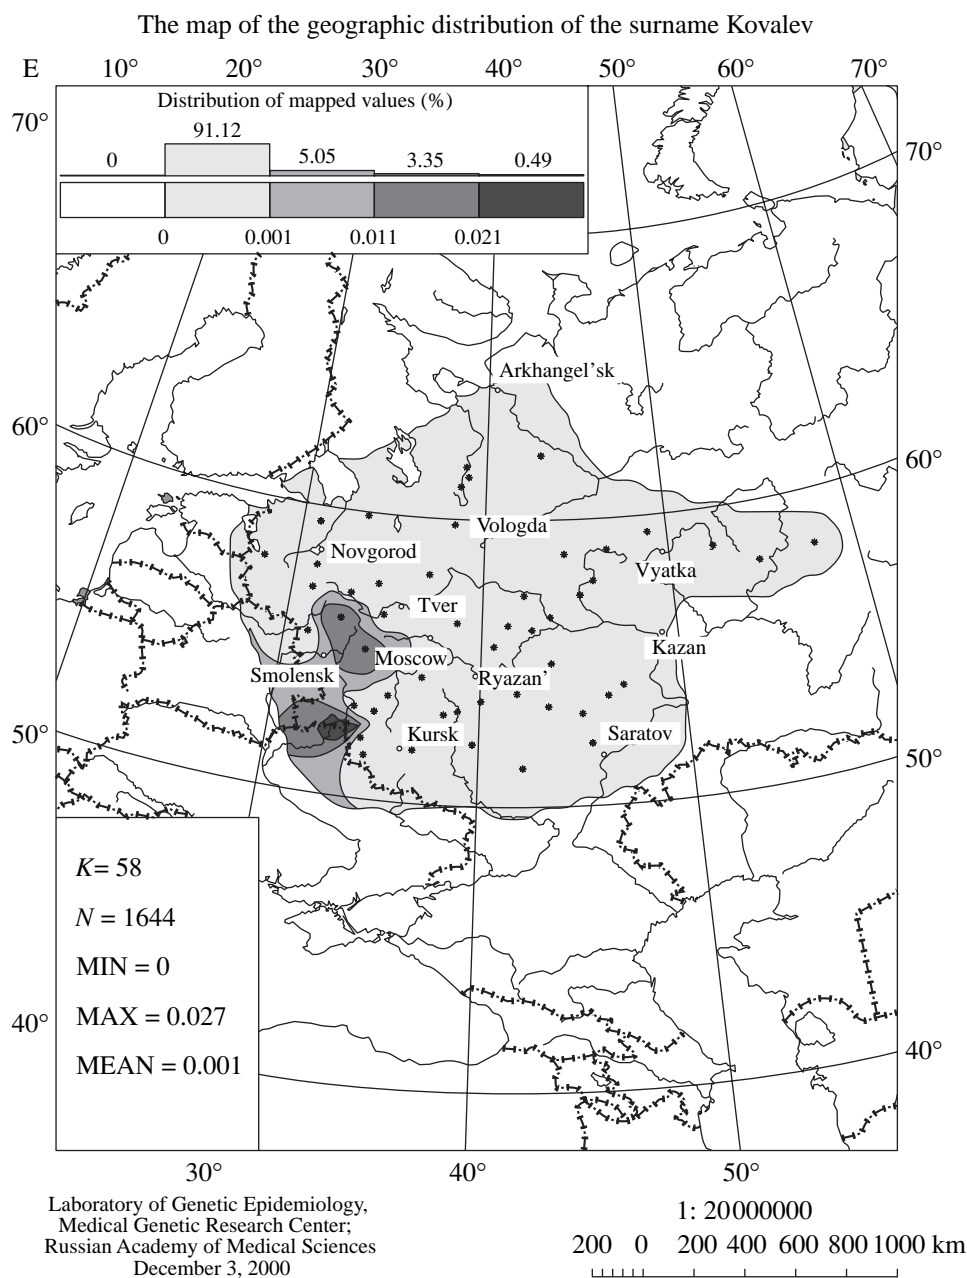 The map of the geographic distribution of the surname Kovalev
E 10° 20° 30° 40° 50° 60° 70°
Distribution of mapped values (%)
91.12
0 5.05 3.35 0.49
0 0.001 0.011 0.021
70°
70°
Arkhangel’sk
60°
60°
Vologda
Novgorod
Vyatka
Tver
Kazan
Moscow
Smolensk
Ryazan’
Kursk
Saratov
50°
50°
K= 58
N = 1644
MIN = 0
MAX = 0.027
MEAN = 0.001
40°
40°
30° 40° 50°
Laboratory of Genetic Epidemiology,
Medical Genetic Research Center;
Russian Academy of Medical Sciences
December 3, 2000
1: 20000000
200 0 200 400 600 800 1000 km